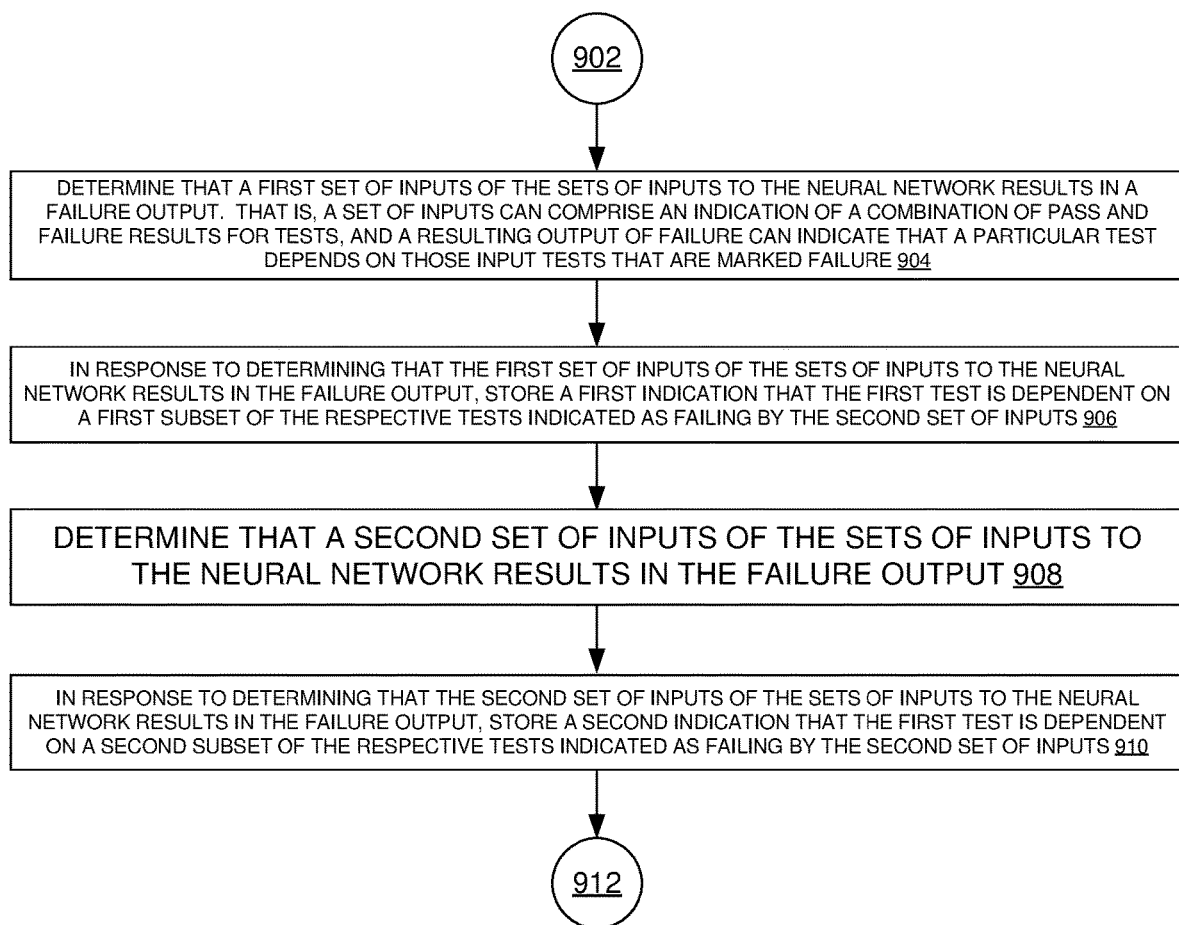 902
DETERMINE THAT A FIRST SET OF INPUTS OF THE SETS OF INPUTS TO THE NEURAL NETWORK RESULTS IN A
FAILURE OUTPUT. THAT IS, A SET OF INPUTS CAN COMPRISE AN INDICATION OF A COMBINATION OF PASS AND
FAILURE RESULTS FOR TESTS, AND A RESULTING OUTPUT OF FAILURE CAN INDICATE THAT A PARTICULAR TEST
DEPENDS ON THOSE INPUT TESTS THAT ARE MARKED FAILURE 904
IN RESPONSE TO DETERMINING THAT THE FIRST SET OF INPUTS OF THE SETS OF INPUTS TO THE NEURAL
NETWORK RESULTS IN THE FAILURE OUTPUT, STORE A FIRST INDICATION THAT THE FIRST TEST IS DEPENDENT ON
A FIRST SUBSET OF THE RESPECTIVE TESTS INDICATED AS FAILING BY THE SECOND SET OF INPUTS 906
DETERMINE THAT A SECOND SET OF INPUTS OF THE SETS OF INPUTS TO
THE NEURAL NETWORK RESULTS IN THE FAILURE OUTPUT 908
IN RESPONSE TO DETERMINING THAT THE SECOND SET OF INPUTS OF THE SETS OF INPUTS TO THE NEURAL
NETWORK RESULTS IN THE FAILURE OUTPUT, STORE A SECOND INDICATION THAT THE FIRST TEST IS DEPENDENT
ON A SECOND SUBSET OF THE RESPECTIVE TESTS INDICATED AS FAILING BY THE SECOND SET OF INPUTS 910
912